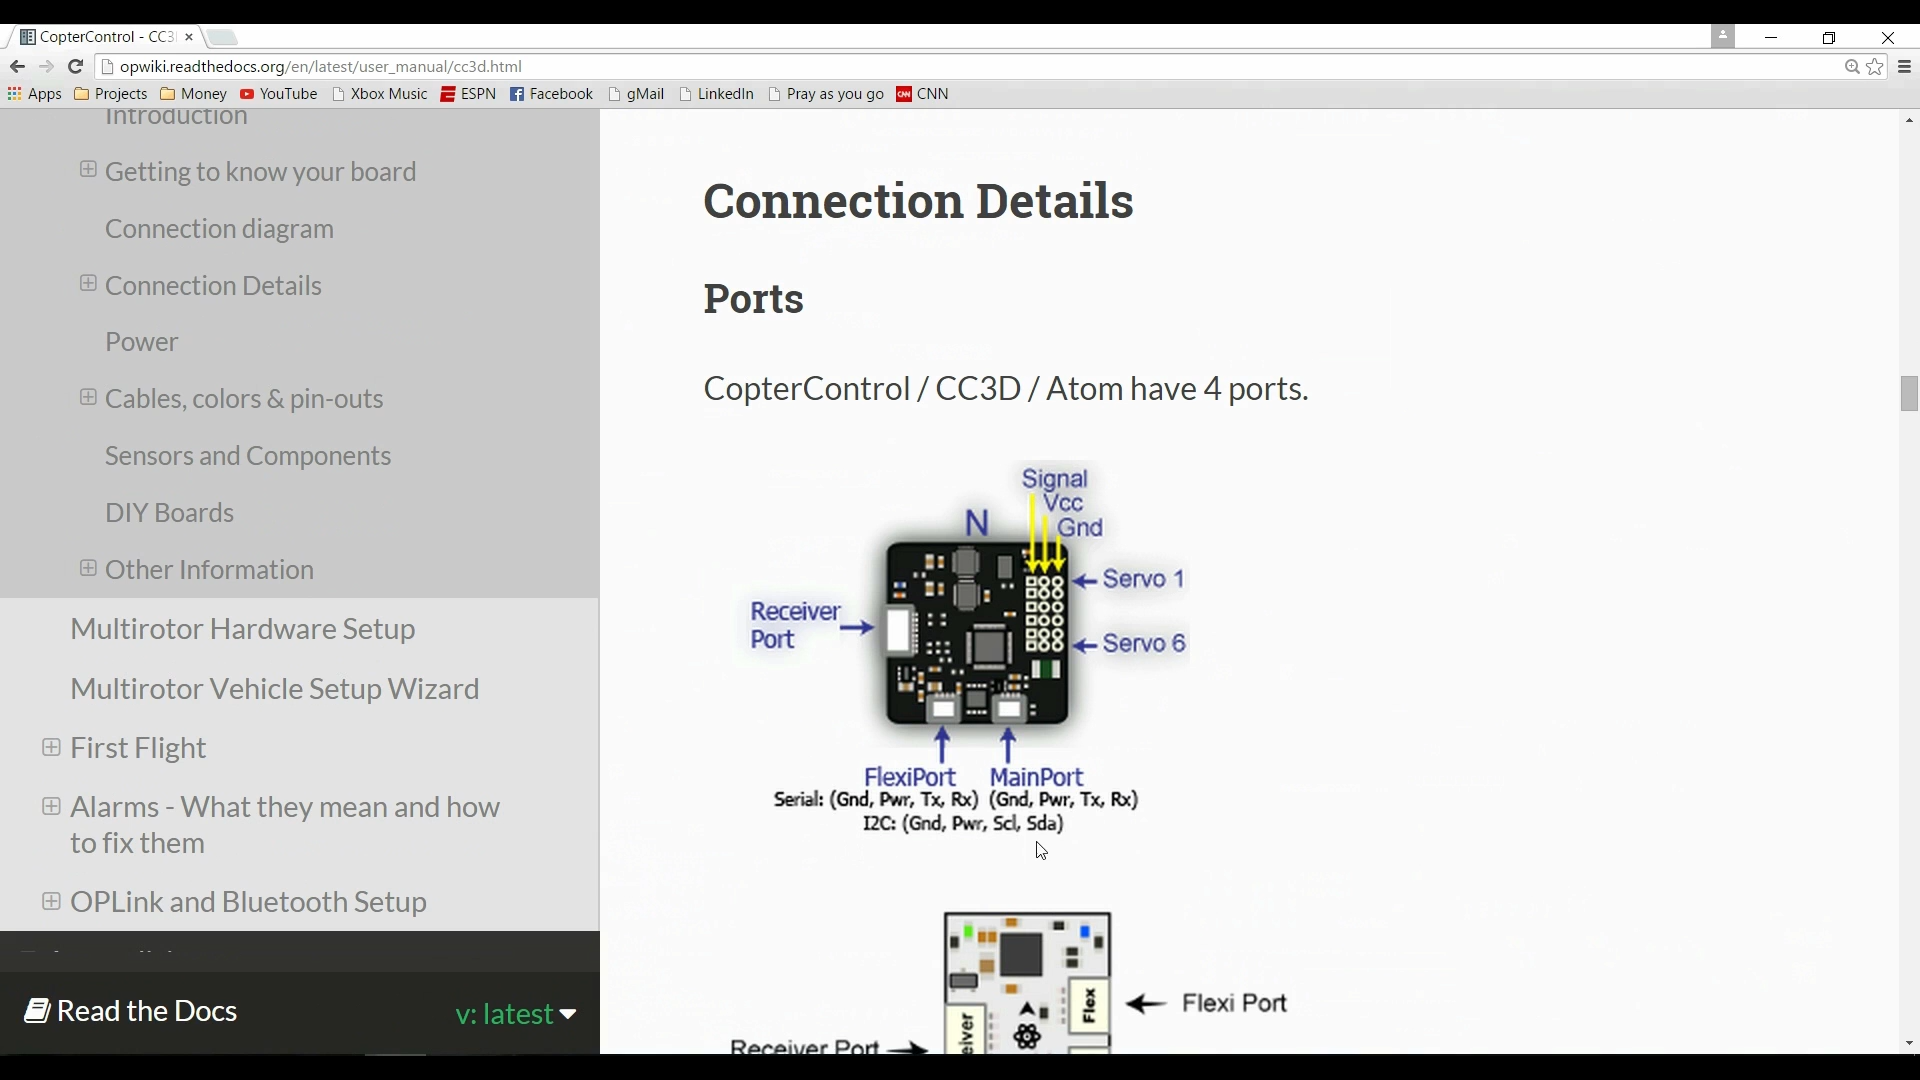 CopterControl - CC3
opwiki.readthedocs.org/en/latest/user_manual/cc3d.html
Apps Projects Money YouTube Xbox Music ESPN Facebook gMail LinkedIn Pray as you go CNN CNN
Introduction
Getting to know your board
Connection diagram
Connection Details
Power
Cables, colors & pin-outs
Sensors and Components
DIY Boards
Other Information
Multirotor Hardware Setup
Multirotor Vehicle Setup Wizard
First Flight
Alarms - What they mean and how
to fix them
OPLink and Bluetooth Setup
Read the Docs
v: latest
Connection Details
Ports
CopterControl / CC3D / Atom have 4 ports.
Signal
Vcc
N
Gnd
Servo 1
Receiver
Port
Servo 6
FlexiPort MainPort
Serial: (Gnd, Pwr, Tx, Rx) (Gnd, Pwr, Tx, Rx)
I2C: (Gnd, Pwr, Scl, Sda)
Flex
Flexi Port
Receiver Port